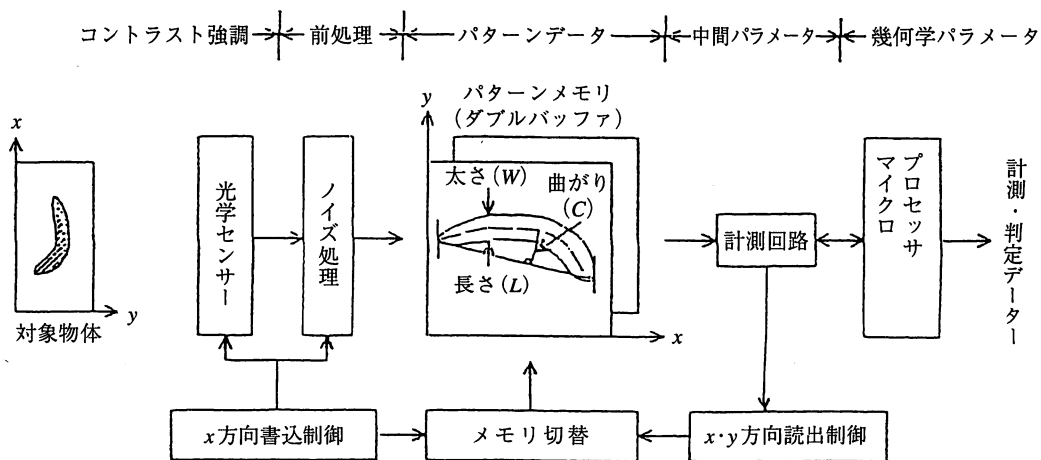 コントラスト強調
前処理
パターンデータ
中間パラメータ
幾何学パラメータ
x
y
対象物体
光学センサー
ノイズ処理
パターンメモリ
(ダブルバッファ)
y
太さ(W)
曲がり
(C)
長さ(L)
x
計測回路
プロセッサ
マイクロ
計測・判定データー
x方向書込制御
メモリ切替
x·y方向読出制御